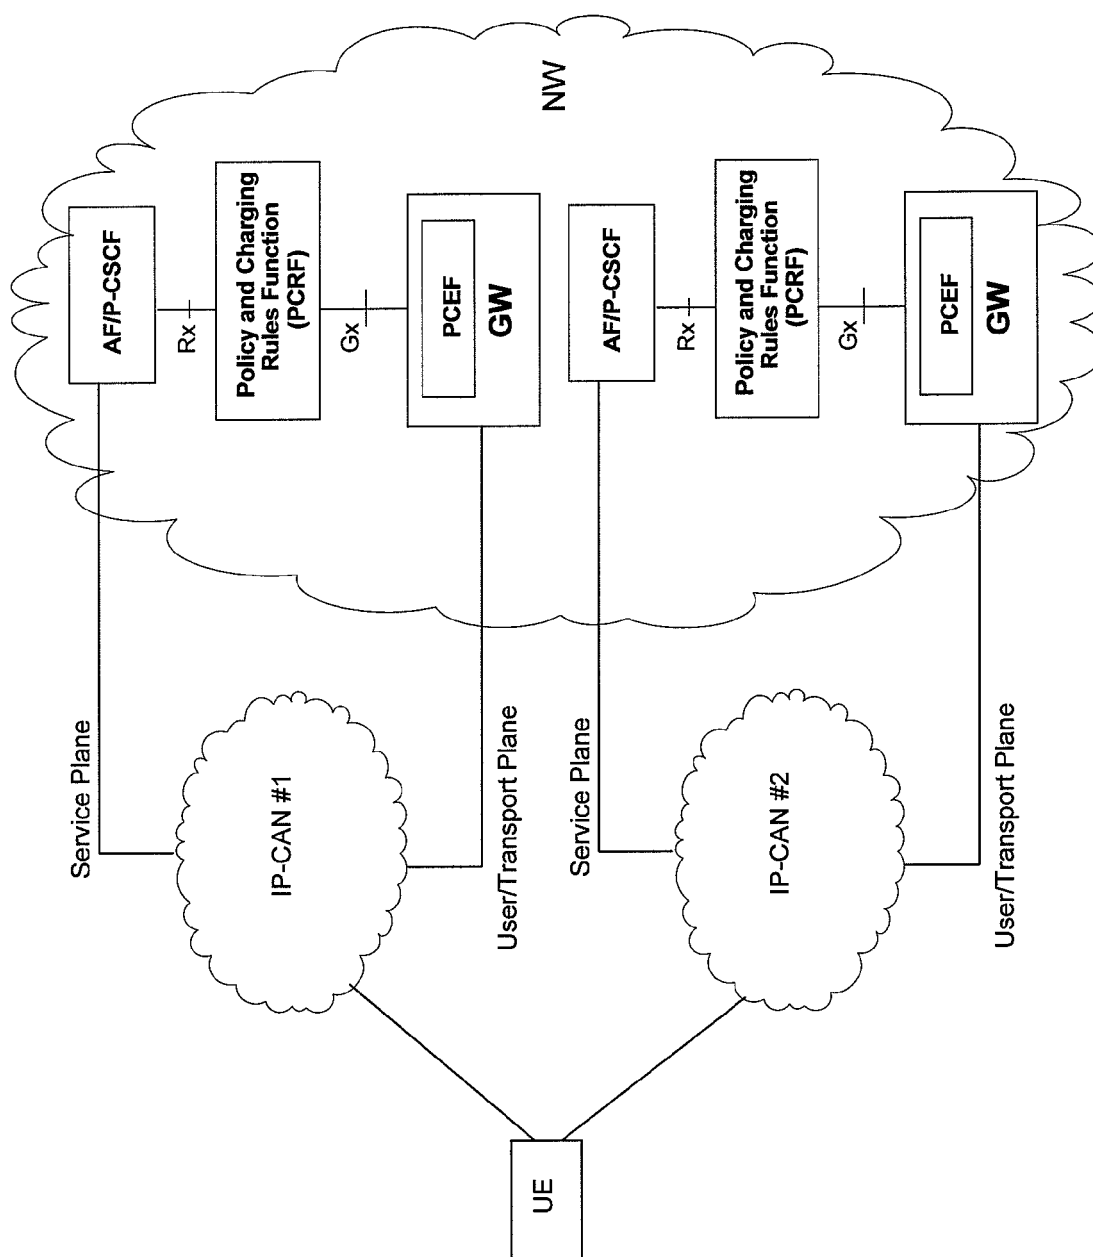 NW
AF/P-CSCF
Rx
Policy and Charging
Rules Function
(PCRF)
Gx
PCEF
GW
AF/P-CSCF
Rx
Policy and Charging
Rules Function
(PCRF)
Gx
PCEF
GW
Service Plane
IP-CAN #1
User/Transport Plane
Service Plane
IP-CAN #2
User/Transport Plane
UE